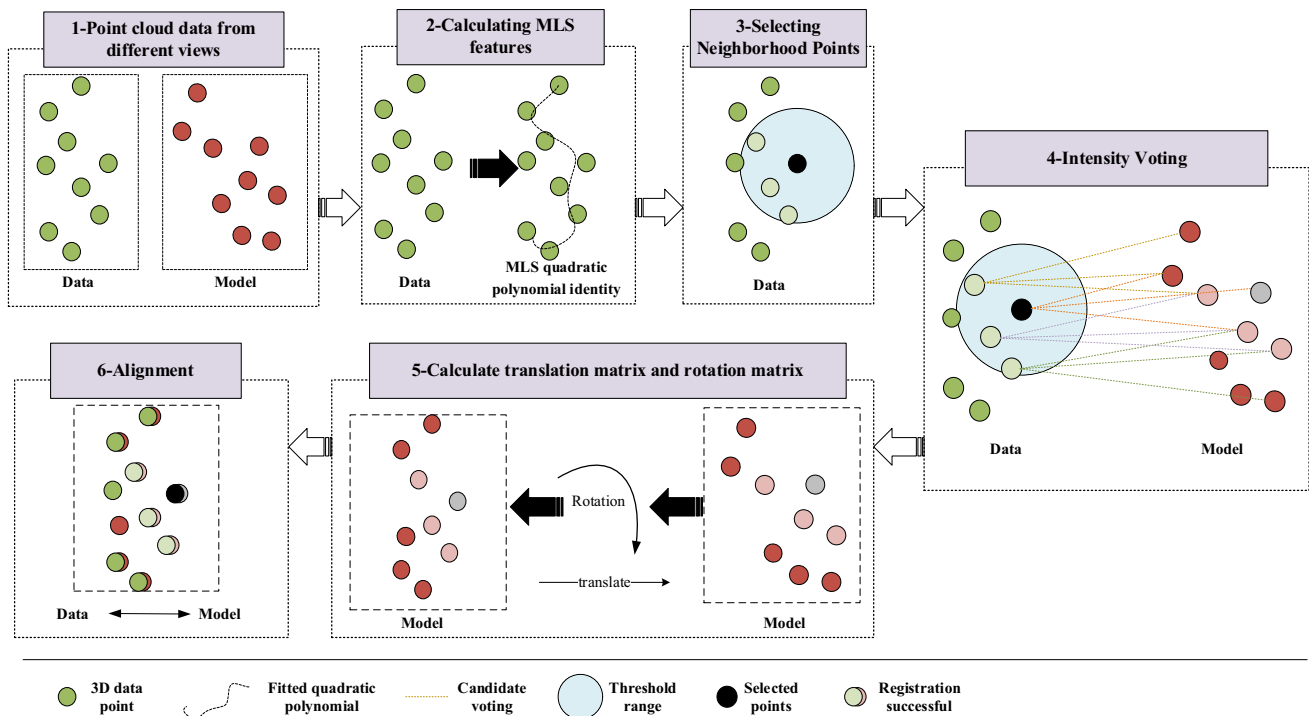 1-Point cloud data from
different views
Data
Model
2-Calculating MLS
features
MLS quadratic
polynomial identity
3-Selecting
Neighborhood Points
Data
4-Intensity Voting
Data
Model
5-Calculate translation matrix and rotation matrix
Rotation
translate
Model
Model
6-Alignment
Data
Model
3D data
point
Fitted quadratic
polynomial
Candidate
voting
Threshold
range
Selected
points
Registration
successful